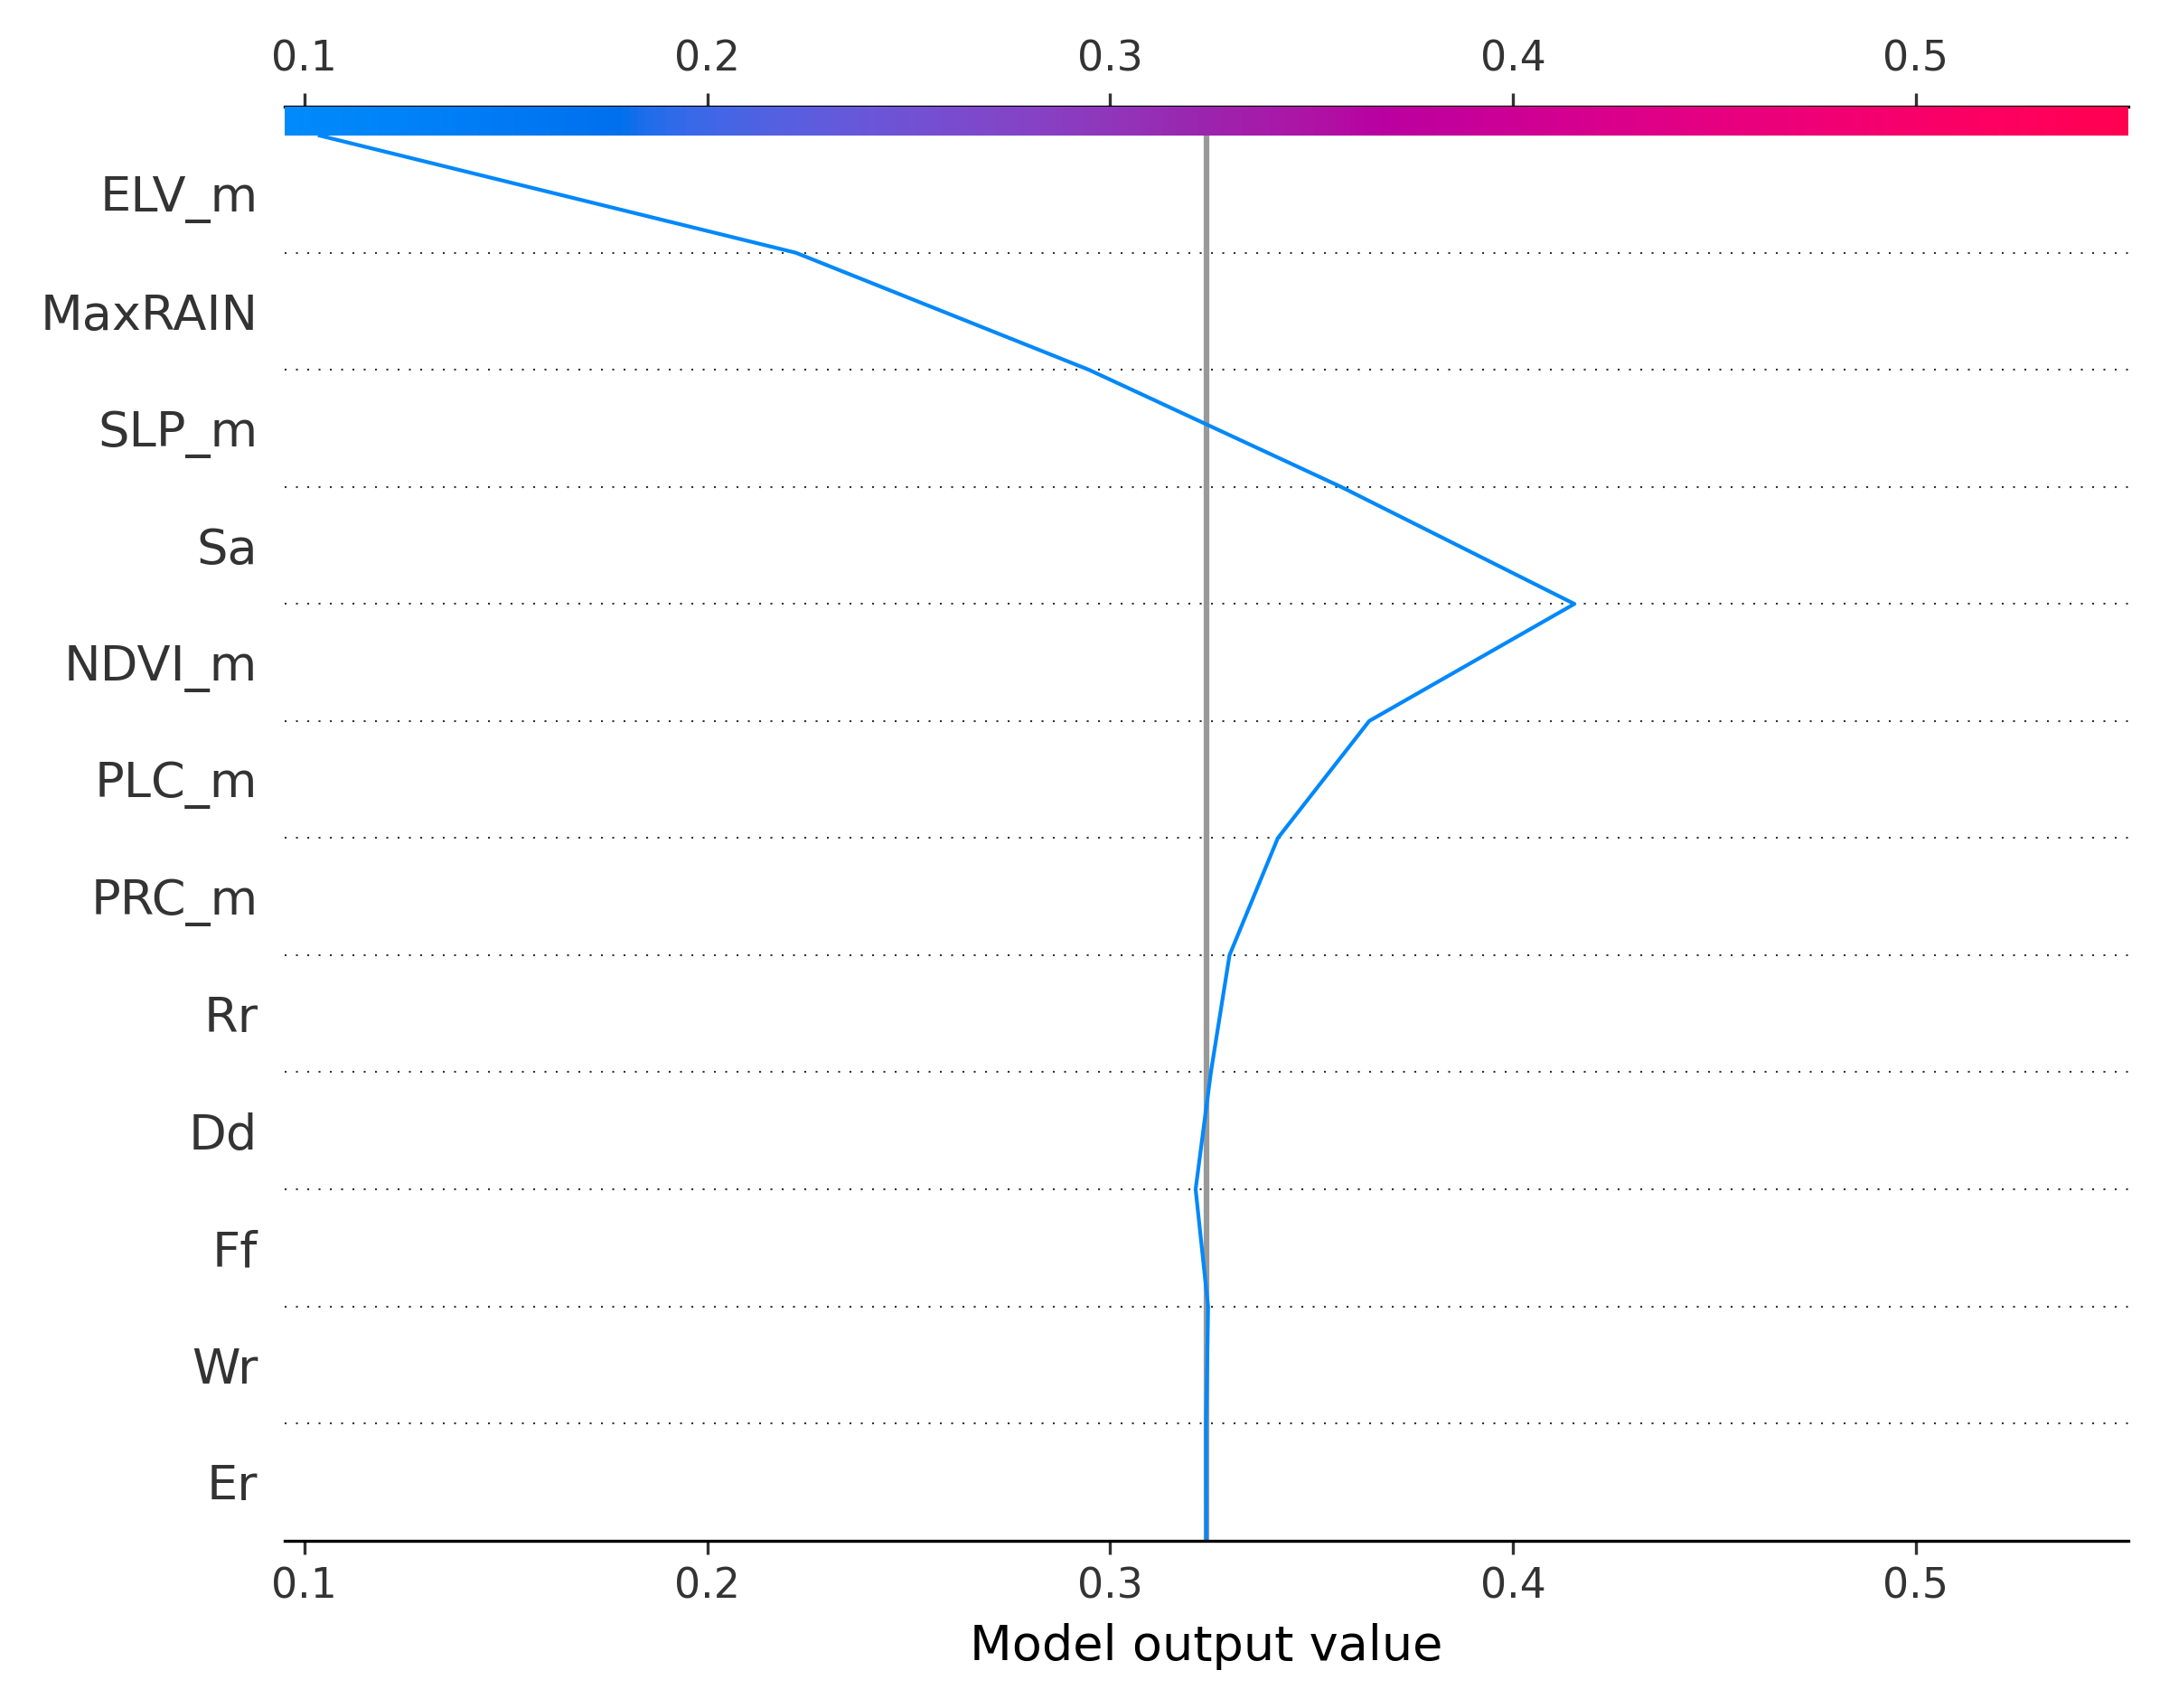 0.1 0.2 0.3 0.4 0.5
ELV_m
MaxRAIN
SLP_m
Sa
NDVI_m
PLC_m
PRC_m
Rr
Dd
Ff
Wr
Er
0.1 0.2 0.3 0.4 0.5
Model output value